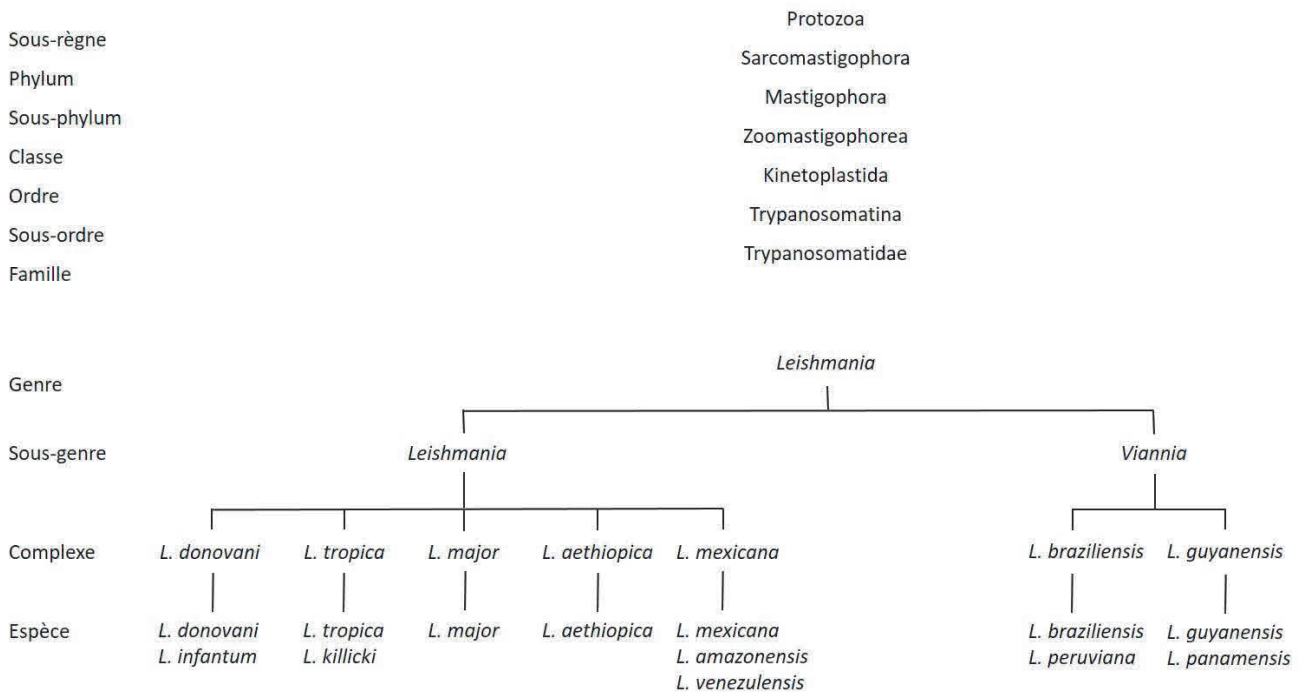 Protozoa
Sous-règne
Sarcomastigophora
Phylum
Mastigophora
Sous-phylum
Zoomastigophorea
Classe
Kinetoplastida
Ordre
Trypanosomatina
Sous-ordre
Trypanosomatidae
Famille
Leishmania
Genre
Sous-genre Leishmania Viannia
Complexe L. donovani L. tropica L. major L. aethiopica L. mexicana L. braziliensis L. guyanensis
Espèce L. donovani L. tropica L. major L. aethiopica L. mexicana L. braziliensis L. guyanensis
L. infantum L. killicki L. amazonensis L. peruviana L. panamensis
L. venezulensis